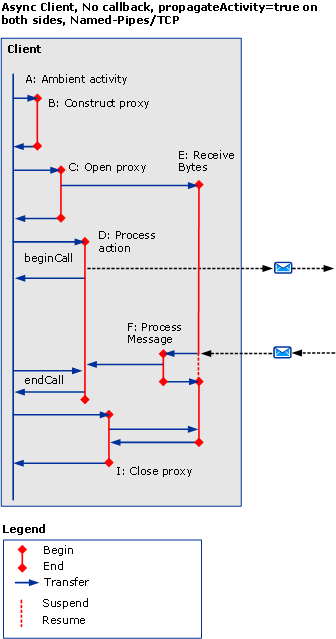 Async Client, No callback, propagateActivity=true on
both sides, Named-Pipes/TCP
Client
A: Ambient activity
B: Construct proxy
C: Open proxy
E: Receive
Bytes
D: Process
action
beginCall
F: Process
Message
endCall
I: Close proxy
Legend
Begin
End
Transfer
Suspend
Resume